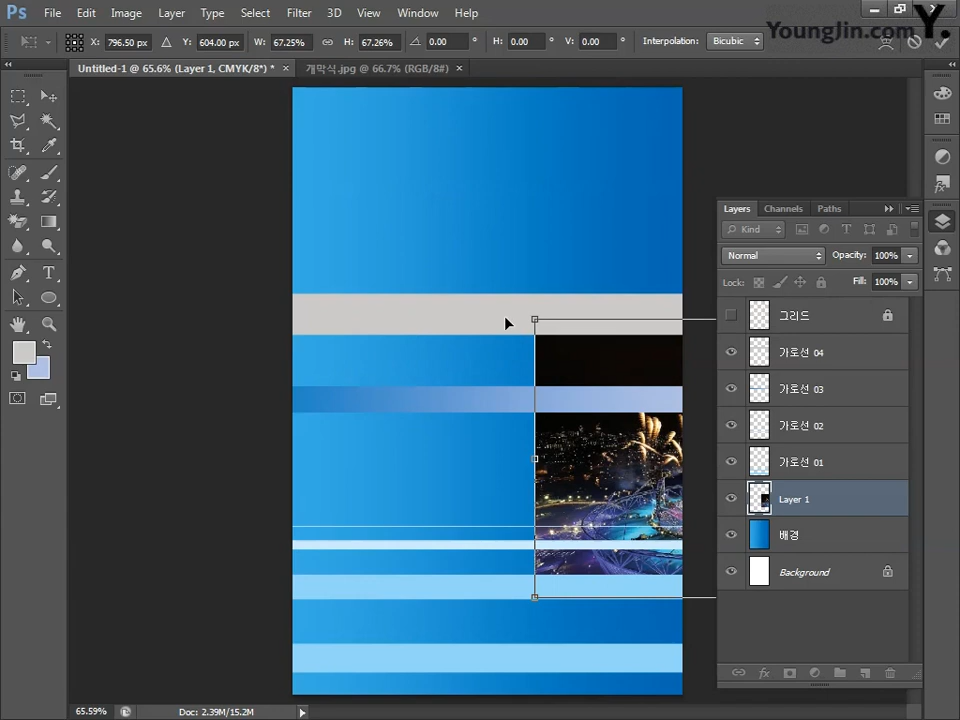 Ps File Edit Image Layer Type Select Filter 3D View Window Help
YoungJin.com Y.
X: 796.50 px Y: 604.00 px W: 67.25% H: 67.26% 0.00 ° H: 0.00 ° V: 0.00 ° Interpolation: Bicubic
Untitled-1 @ 65.6% (Layer 1, CMYK/8*) * × 개막식.jpg @ 66.7% (RGB/8#) ×
Layers Channels Paths
Kind
Normal Opacity: 100%
Lock: Fill: 100%
그리드
가로선 04
가로선 03
가로선 02
가로선 01
Layer 1
배경
Background
65.59% Doc: 2.39M/15.2M